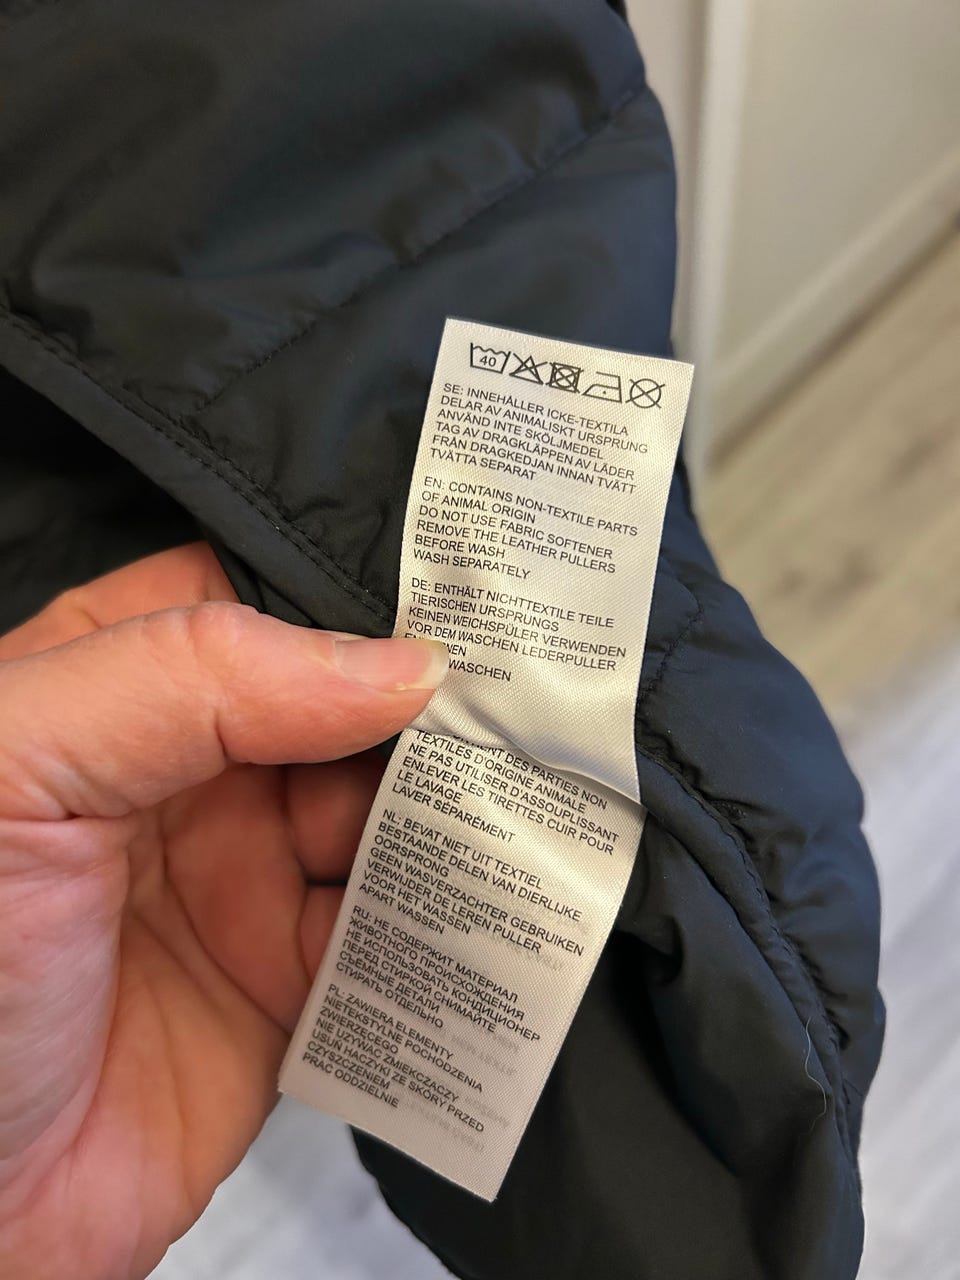 40
SE: INNEHÅLLER ICKE-TEXTILA
DELAR AV ANIMALISKT URSPRUNG
ANVÄND INTE SKÖLJMEDEL
TAG AV DRAGKLÄPPEN AV LÄDER
FRÅN DRAGKEDJAN INNAN TVÄTT
TVÄTTA SEPARAT
EN: CONTAINS NON-TEXTILE PARTS
OF ANIMAL ORIGIN
DO NOT USE FABRIC SOFTENER
REMOVE THE LEATHER PULLERS
BEFORE WASH
WASH SEPARATELY
DE: ENTHÄLT NICHTTEXTILE TEILE
TIERISCHEN URSPRUNGS
KEINEN WEICHSPÜLER VERWENDEN
VOR DEM WASCHEN LEDERPULLER
WASCHEN
DES PARTIES NON
TEXTILES D'ORIGINE ANIMALE
NE PAS UTILISER D'ASSOUPLISSANT
ENLEVER LES TIRETTES CUIR POUR
LE LAVAGE
LAVER SÉPARÉMENT
NL: BEVAT NIET UIT TEXTIEL
BESTAANDE DELEN VAN DIERLIJKE
OORSPRONG
GEEN WASVERZACHTER GEBRUIKEN
VERWIJDER DE LEREN PULLER
VOOR HET WASSEN
APART WASSEN
RU: НЕ СОДЕРЖИТ МАТЕРИАЛ
ЖИВОТНОГО ПРОИСХОЖДЕНИЯ
НЕ ИСПОЛЬЗОВАТЬ КОНДИЦИОНЕР
ПЕРЕД СТИРКОЙ СНИМАЙТЕ
СЪЕМНЫЕ ДЕТАЛИ
СТИРАТЬ ОТДЕЛЬНО
PL: ZAWIERA ELEMENTY
NIETEKSTYLNE POCHODZENIA
ZWIERZĘCEGO
NIE UŻYWAĆ ZMIĘKCZACZY
USUŃ HACZYKI ZE SKÓRY PRZED
CZYSZCZENIEM
PRAĆ ODDZIELNIE